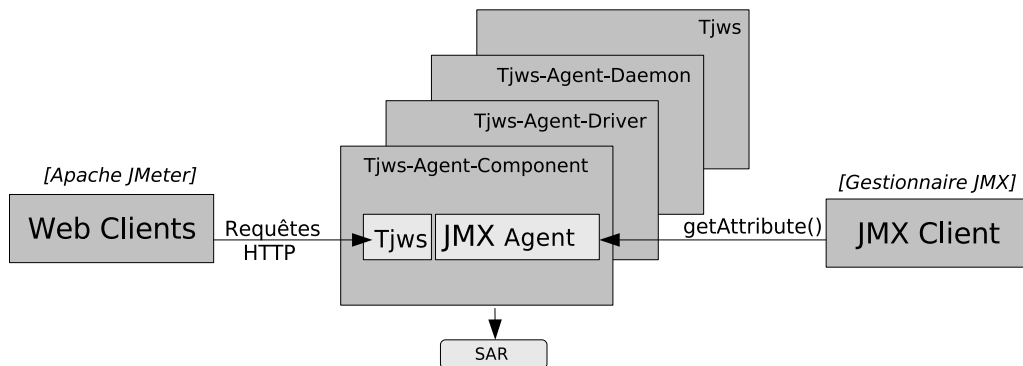 Tjws
Tjws-Agent-Daemon
Tjws-Agent-Driver
Tjws-Agent-Component
[Apache JMeter]
Web Clients
Requêtes
HTTP
Tjws
JMX Agent
getAttribute()
[Gestionnaire JMX]
JMX Client
SAR